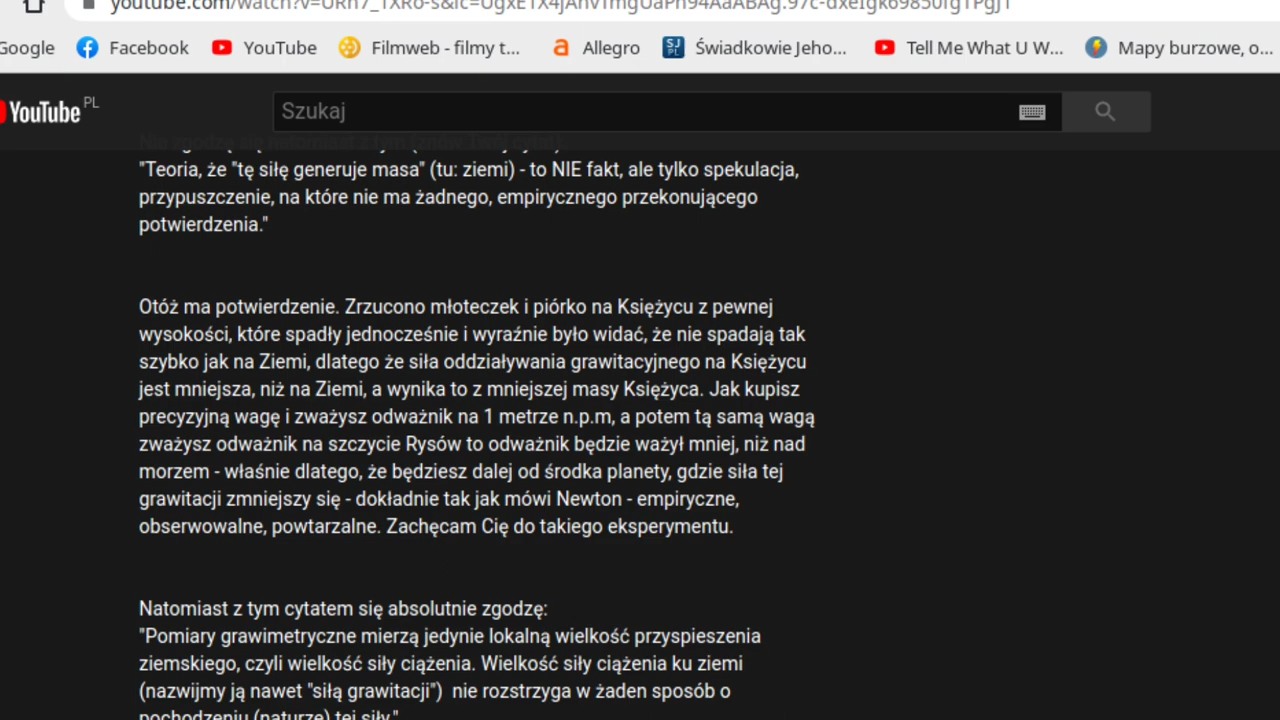 Google Facebook YouTube Filmweb - filmy t... Allegro Świadkowie Jeho... Tell Me What U W... Mapy burzowe, o...
YouTube PL Szukaj
"Teoria, że "tę siłę generuje masa" (tu: ziemi) - to NIE fakt, ale tylko spekulacja,
przypuszczenie, na które nie ma żadnego, empirycznego przekonującego
potwierdzenia."
Otóż ma potwierdzenie. Zrzucono młoteczek i piórko na Księżycu z pewnej
wysokości, które spadły jednocześnie i wyraźnie było widać, że nie spadają tak
szybko jak na Ziemi, dlatego że siła oddziaływania grawitacyjnego na Księżycu
jest mniejsza, niż na Ziemi, a wynika to z mniejszej masy Księżyca. Jak kupisz
precyzyjną wagę i zważysz odważnik na 1 metrze n.p.m, a potem tą samą wagą
zważysz odważnik na szczycie Rysów to odważnik będzie ważył mniej, niż nad
morzem - właśnie dlatego, że będziesz dalej od środka planety, gdzie siła tej
grawitacji zmniejszy się - dokładnie tak jak mówi Newton - empiryczne,
obserwowalne, powtarzalne. Zachęcam Cię do takiego eksperymentu.
Natomiast z tym cytatem się absolutnie zgodzę:
"Pomiary grawimetryczne mierzą jedynie lokalną wielkość przyspieszenia
ziemskiego, czyli wielkość siły ciążenia. Wielkość siły ciążenia ku ziemi
(nazwijmy ją nawet "siłą grawitacji") nie rozstrzyga w żaden sposób o
pochodzeniu (naturze) tej siły."